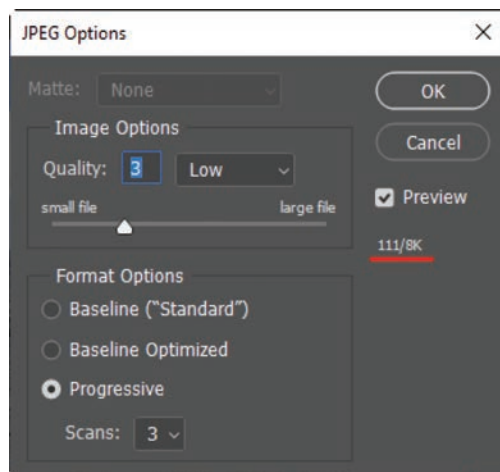 JPEG Options
Matte: None
OK
Image Options
Cancel
Quality: 3 Low
Preview
small file large file
111/8K
Format Options
Baseline ("Standard")
Baseline Optimized
Progressive
Scans: 3